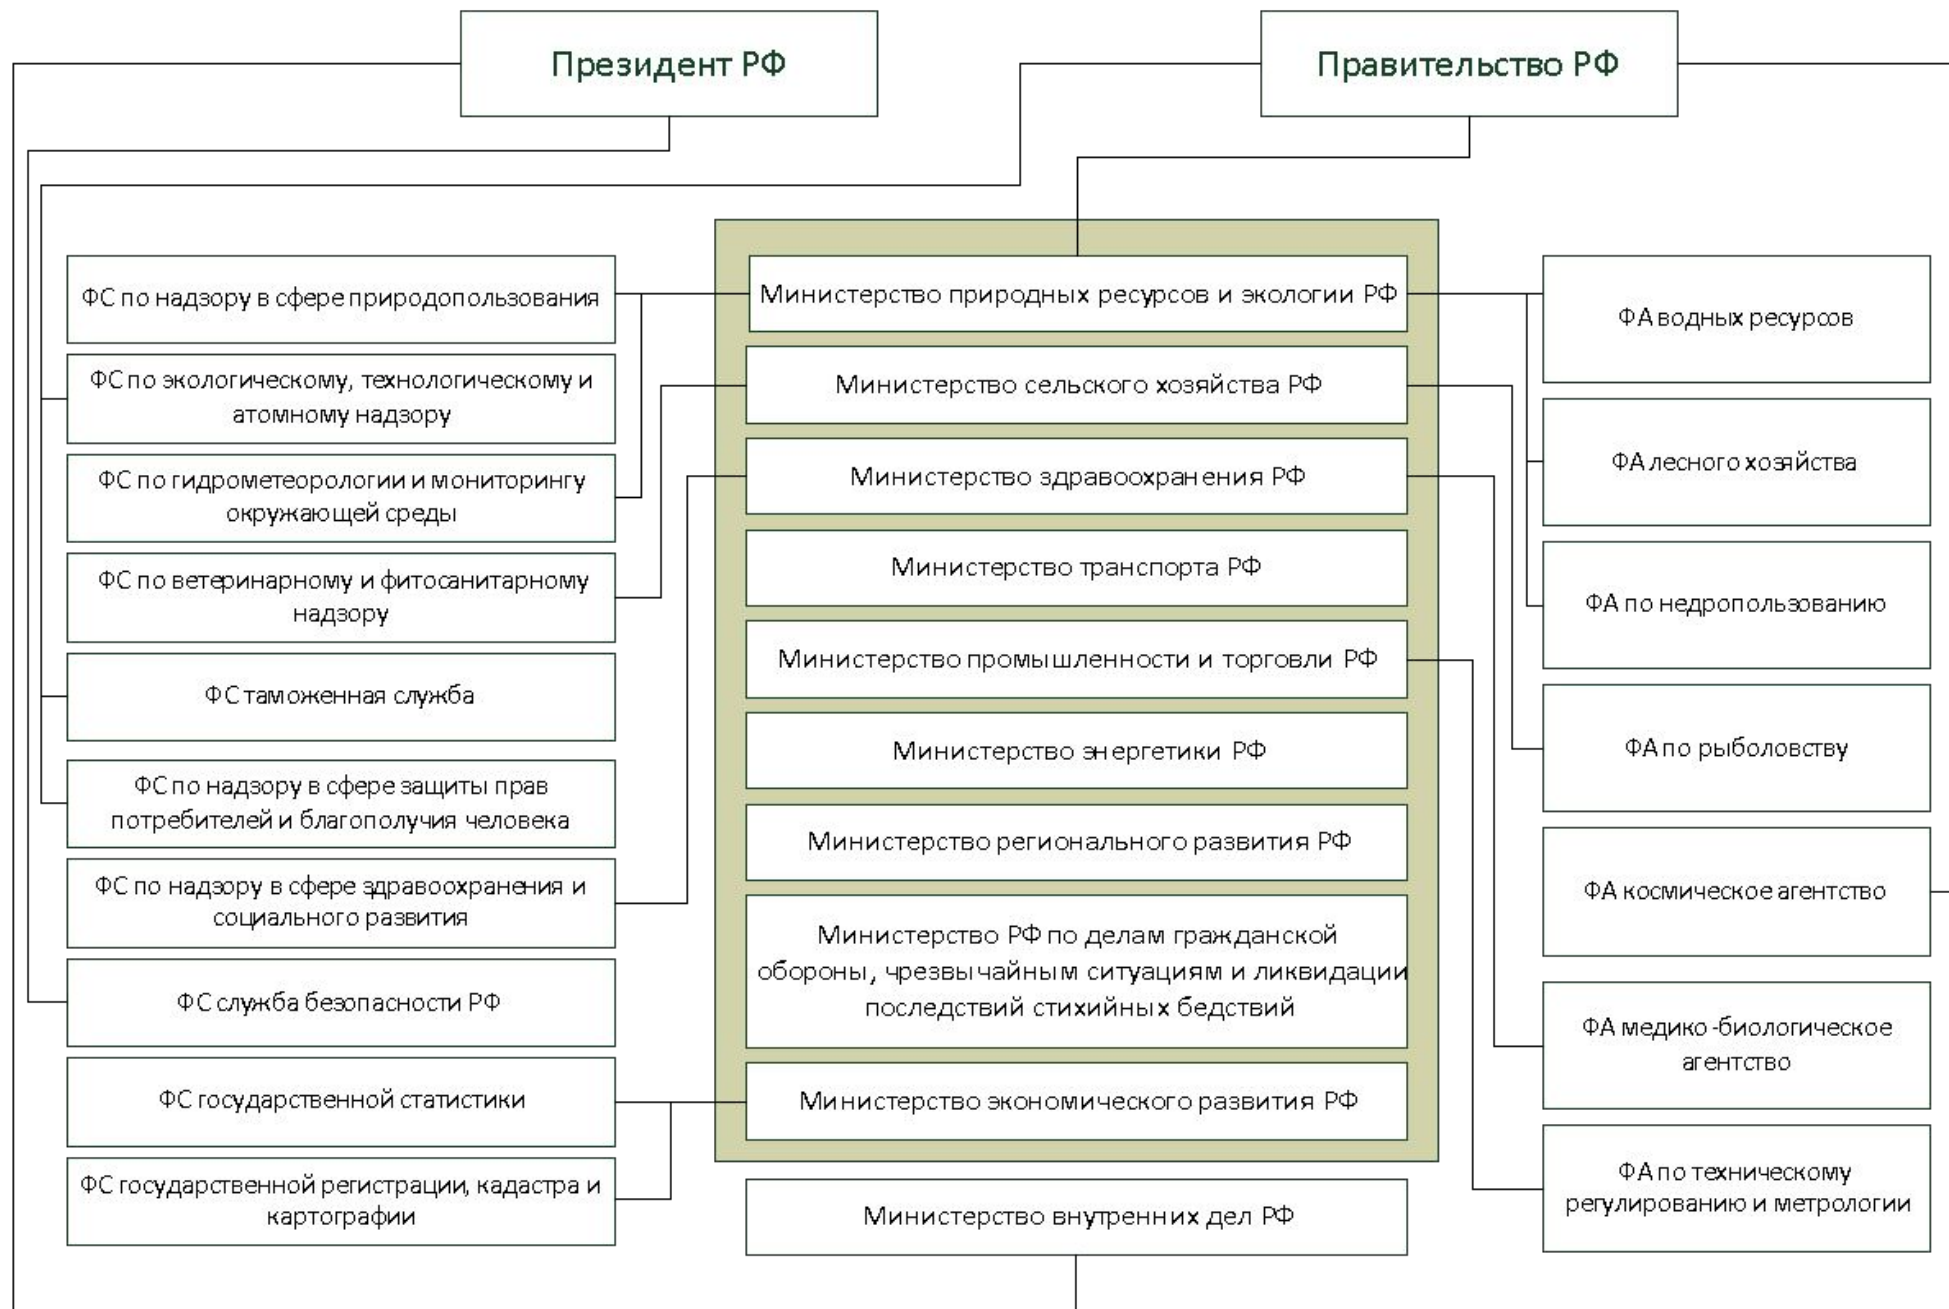 Президент РФ
Правительство РФ
ФС по надзору в сфере природопользования
ФС по экологическому, технологическому и
атомному надзору
ФС по гидрометеорологии и мониторингу
окружающей среды
ФС по ветеринарному и фитосанитарному
надзору
ФС таможенная служба
ФС по надзору в сфере защиты прав
потребителей и благополучия человека
ФС по надзору в сфере здравоохранения и
социального развития
ФС служба безопасности РФ
ФС государственной статистики
ФС государственной регистрации, кадастра и
картографии
Министерство природных ресурсов и экологии РФ
Министерство сельского хозяйства РФ
Министерство здравоохранения РФ
Министерство транспорта РФ
Министерство промышленности и торговли РФ
Министерство энергетики РФ
Министерство регионального развития РФ
Министерство РФ по делам гражданской
обороны, чрезвычайным ситуациям и ликвидации
последствий стихийных бедствий
Министерство экономического развития РФ
Министерство внутренних дел РФ
ФА водных ресурсов
ФА лесного хозяйства
ФА по недропользованию
ФА по рыболовству
ФА космическое агентство
ФА медико-биологическое
агентство
ФА по техническому
регулированию и метрологии